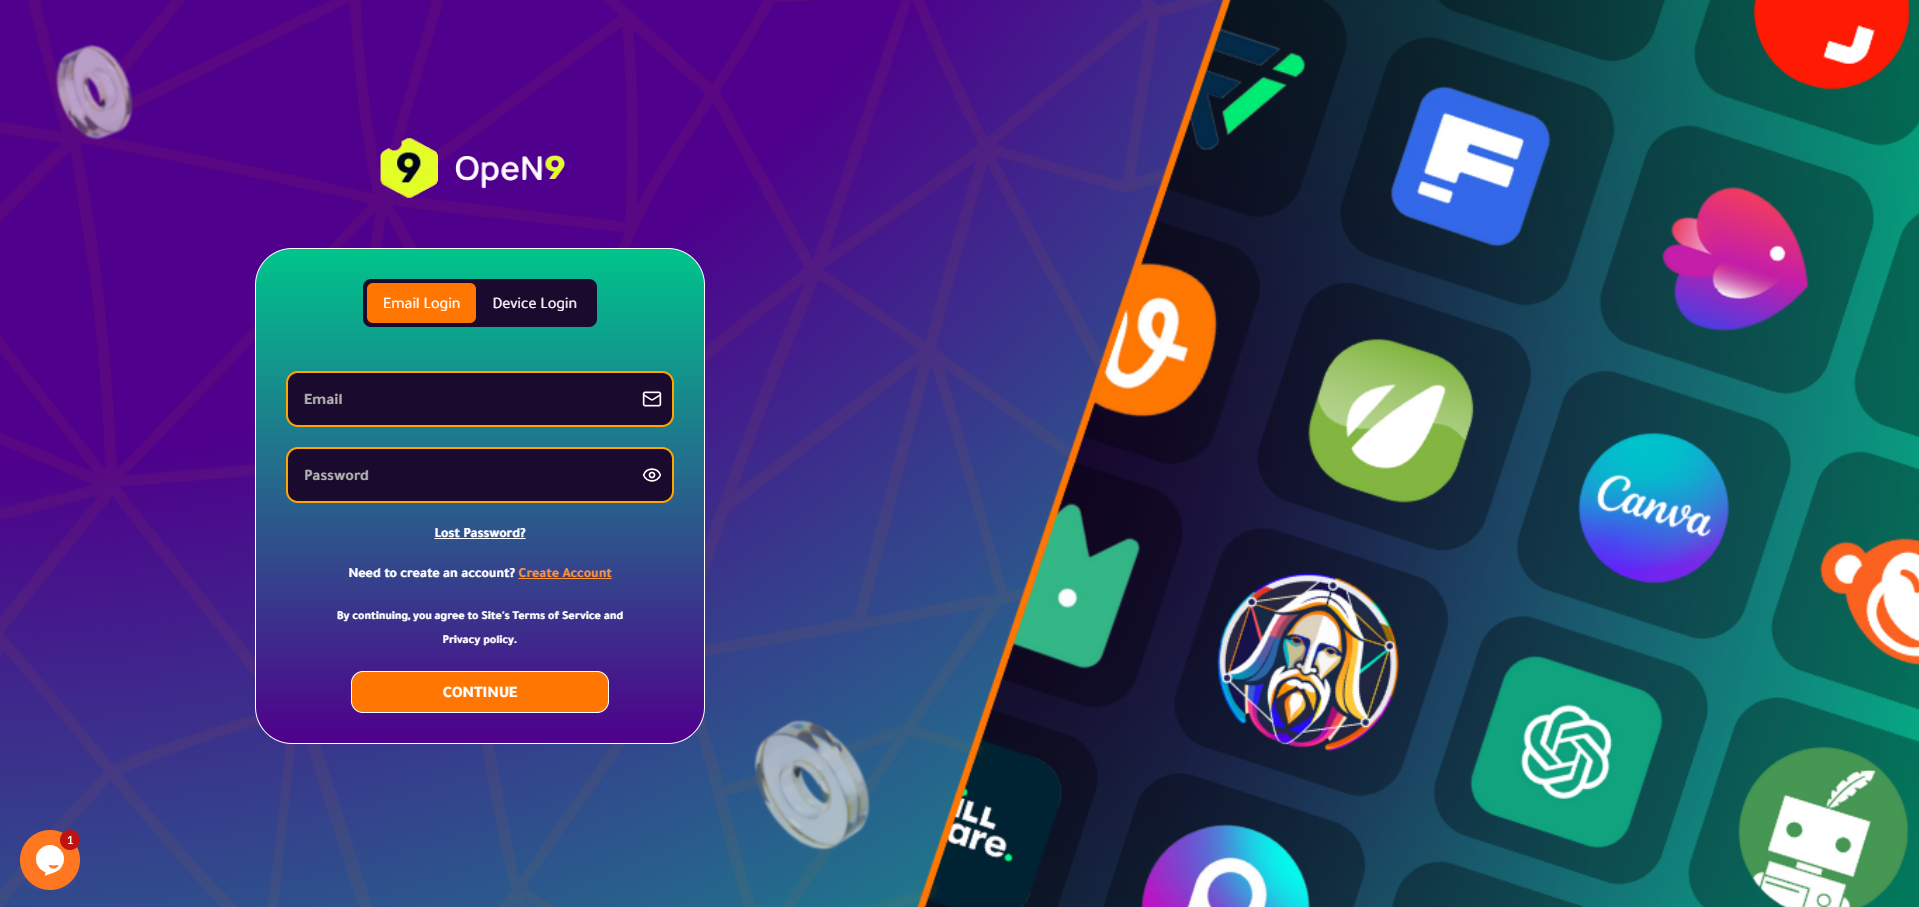 9 OpeN9
Email Login
Device Login
Email
Password
Lost Password?
Need to create an account? Create Account
By continuing, you agree to Site's Terms of Service and
Privacy policy.
CONTINUE
1
Canva
ILL
are.